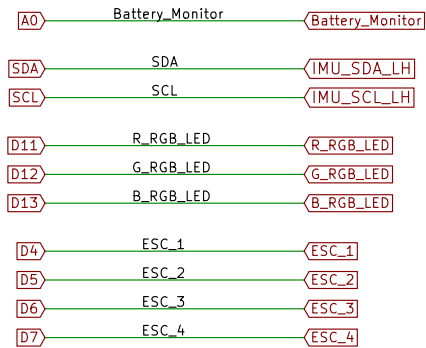 A0 Battery_Monitor Battery_Monitor
SDA SDA IMU_SDA_LH
SCL SCL IMU_SCL_LH
D11 R_RGB_LED R_RGB_LED
D12 G_RGB_LED G_RGB_LED
D13 B_RGB_LED B_RGB_LED
D4 ESC_1 ESC_1
D5 ESC_2 ESC_2
D6 ESC_3 ESC_3
D7 ESC_4 ESC_4